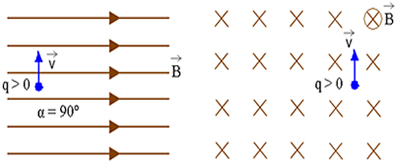 v⃗
B⃗
q > 0
α = 90°
B⃗
v⃗
q > 0